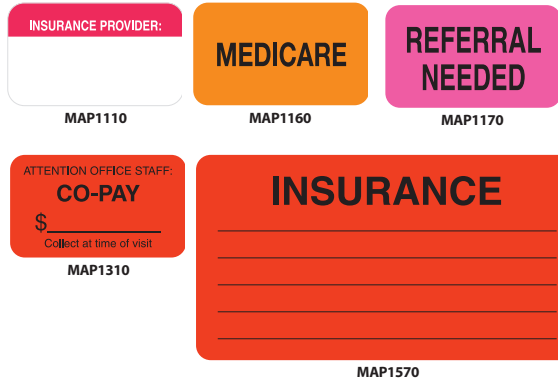 INSURANCE PROVIDER:
MAP1110
MEDICARE
MAP1160
REFERRAL
NEEDED
MAP1170
ATTENTION OFFICE STAFF:
CO-PAY
$
Collect at time of visit
MAP1310
INSURANCE
MAP1570